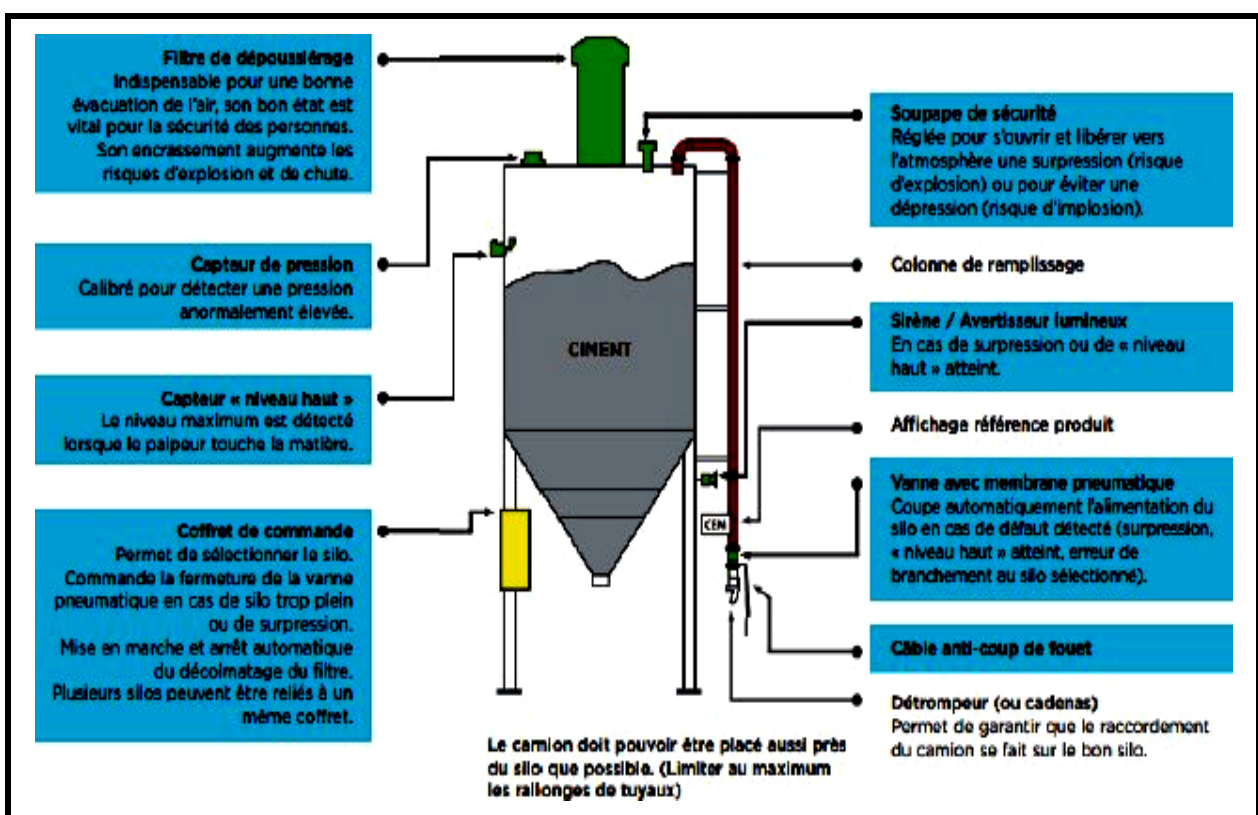 Filtre de dépoussiérage
Indispensable pour une bonne
évacuation de l'air, son bon état est
vital pour la sécurité des personnes.
Son encrassement augmente les
risques d'explosion et de chute.
Capteur de pression
Calibré pour détecter une pression
anormalement élevée.
Capteur « niveau haut »
Le niveau maximum est détecté
lorsque le palpeur touche la matière.
Coffret de commande
Permet de sélectionner le silo.
Commande la fermeture de la vanne
pneumatique en cas de silo trop plein
ou de surpression.
Mise en marche et arrêt automatique
du décolmatage du filtre.
Plusieurs silos peuvent être reliés à un
même coffret.
CIMENT
CEM
Le camion doit pouvoir être placé aussi près
du silo que possible. (Limiter au maximum
les rallonges de tuyaux)
Soupape de sécurité
Réglée pour s'ouvrir et libérer vers
l'atmosphère une surpression (risque
d'explosion) ou pour éviter une
dépression (risque d'implosion).
Colonne de remplissage
Sirène / Avertisseur lumineux
En cas de surpression ou de « niveau
haut » atteint.
Affichage référence produit
Vanne avec membrane pneumatique
Coupe automatiquement l'alimentation du
silo en cas de défaut détecté (surpression,
« niveau haut » atteint, erreur de
branchement au silo sélectionné).
Câble anti-coup de fouet
Détrompeur (ou cadenas)
Permet de garantir que le raccordement
du camion se fait sur le bon silo.